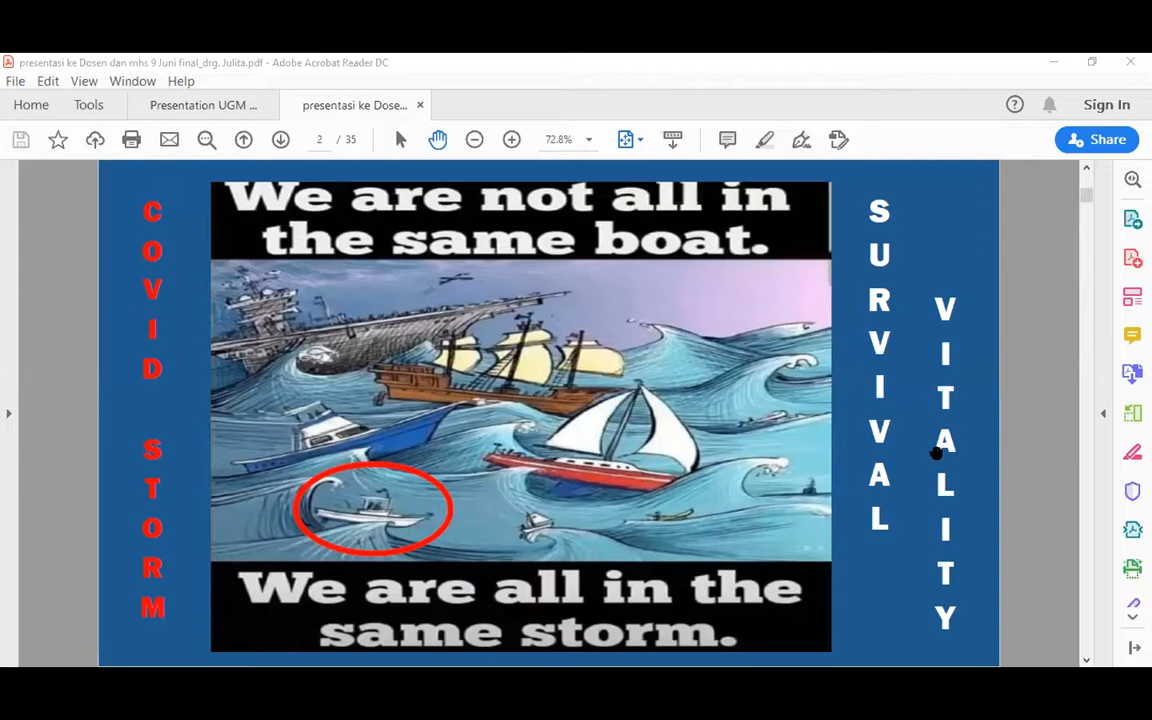 presentasi ke Dosen dan mhs 9 Juni final_drg. Julita.pdf - Adobe Acrobat Reader DC
File Edit View Window Help
Home Tools Presentation UGM ... presentasi ke Dose... × Sign In
2 / 35 72.8% Share
We are not all in
the same boat.
COVID
STORM
SURVIVAL
VITALITY
We are all in the
same storm.